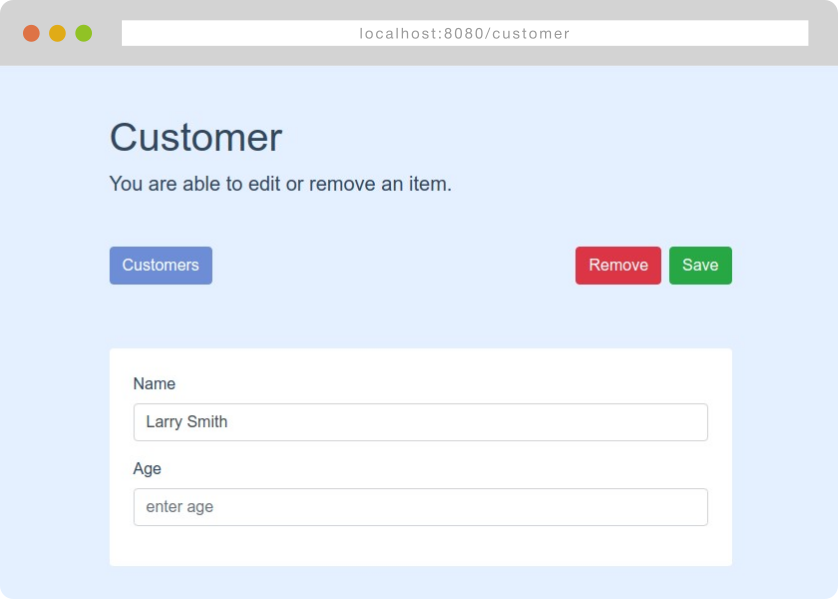 localhost:8080/customer
Customer
You are able to edit or remove an item.
Customers Remove Save
Name
Larry Smith
Age
enter age